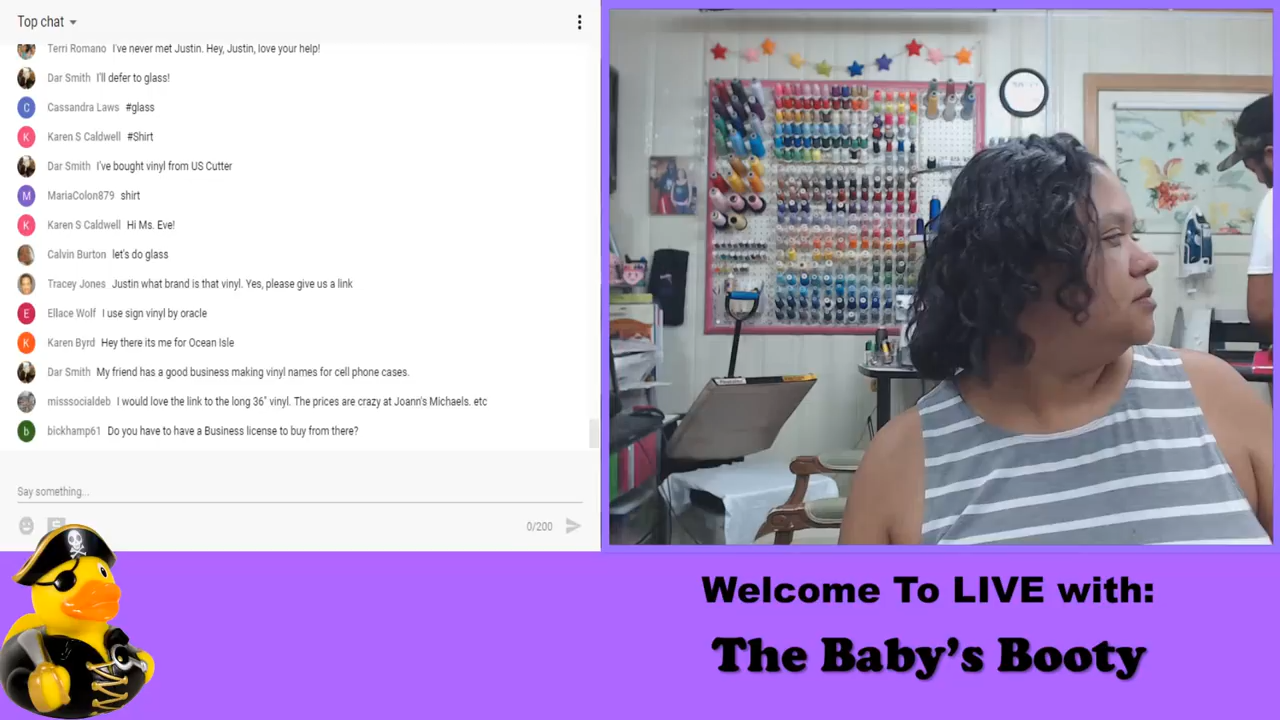 Top chat
Terri Romano I've never met Justin. Hey, Justin, love your help!
Dar Smith I'll defer to glass!
C Cassandra Laws #glass
K Karen S Caldwell #Shirt
Dar Smith I've bought vinyl from US Cutter
M MariaColon879 shirt
K Karen S Caldwell Hi Ms. Eve!
Calvin Burton let's do glass
Tracey Jones Justin what brand is that vinyl. Yes, please give us a link
E Ellace Wolf I use sign vinyl by oracle
K Karen Byrd Hey there its me for Ocean Isle
Dar Smith My friend has a good business making vinyl names for cell phone cases.
misssocialdeb I would love the link to the long 36" vinyl. The prices are crazy at Joann's Michaels. etc
b bickhamp61 Do you have to have a Business license to buy from there?
Say something...
0/200
Welcome To LIVE with:
The Baby's Booty